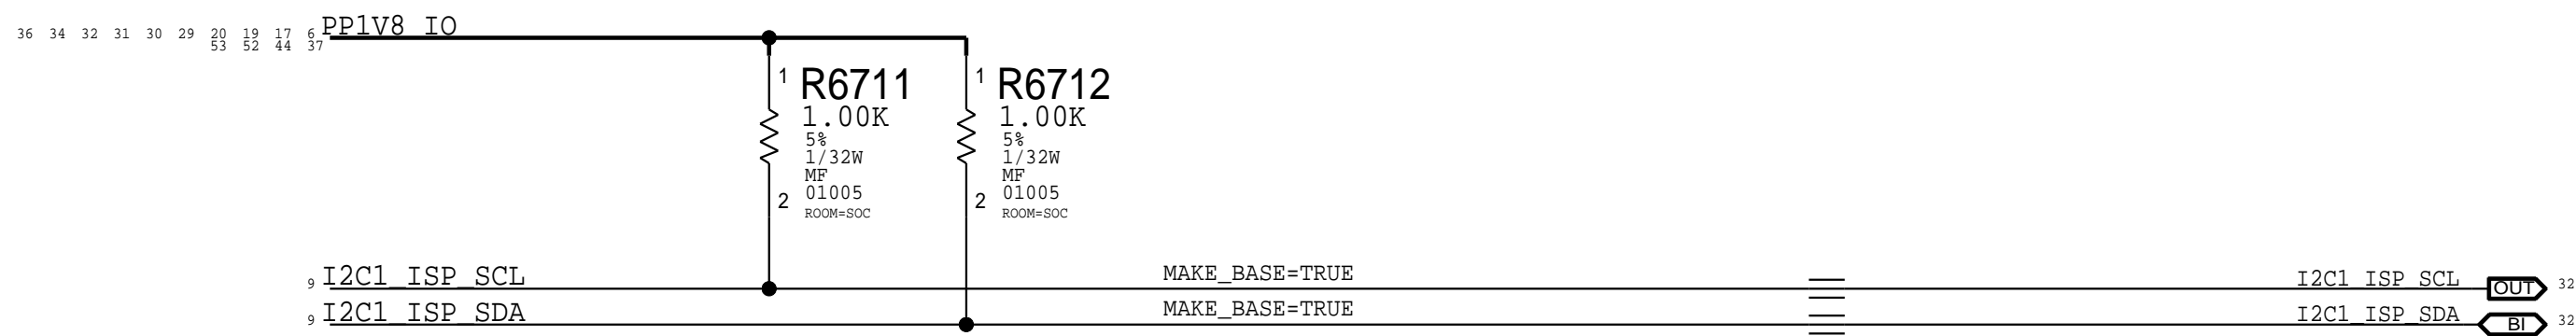 PP1V8_IO
36 34 32 31 30 29 20 19 17 6
53 52 44 37
1 R6711
1.00K
5%
1/32W
MF
01005
2
ROOM=SOC
1 R6712
1.00K
5%
1/32W
MF
01005
2
ROOM=SOC
9 I2C1_ISP_SCL MAKE_BASE=TRUE I2C1_ISP_SCL OUT 32
9 I2C1_ISP_SDA MAKE_BASE=TRUE I2C1_ISP_SDA BI 32